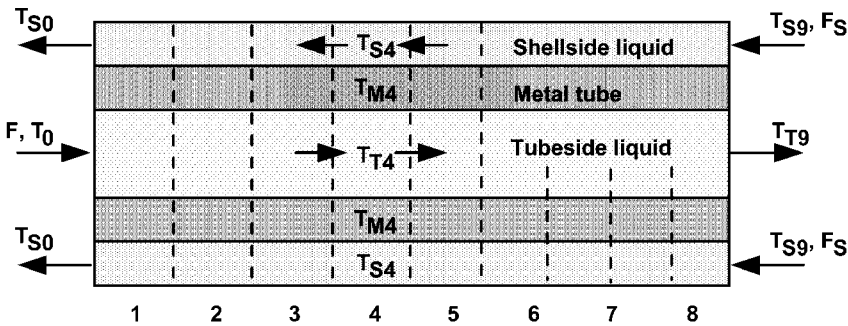 T_S0 T_S4 Shellside liquid T_S9, F_S
T_M4 Metal tube
F, T_0 T_T4 Tubeside liquid T_T9
T_M4
T_S0 T_S4 T_S9, F_S
1 2 3 4 5 6 7 8